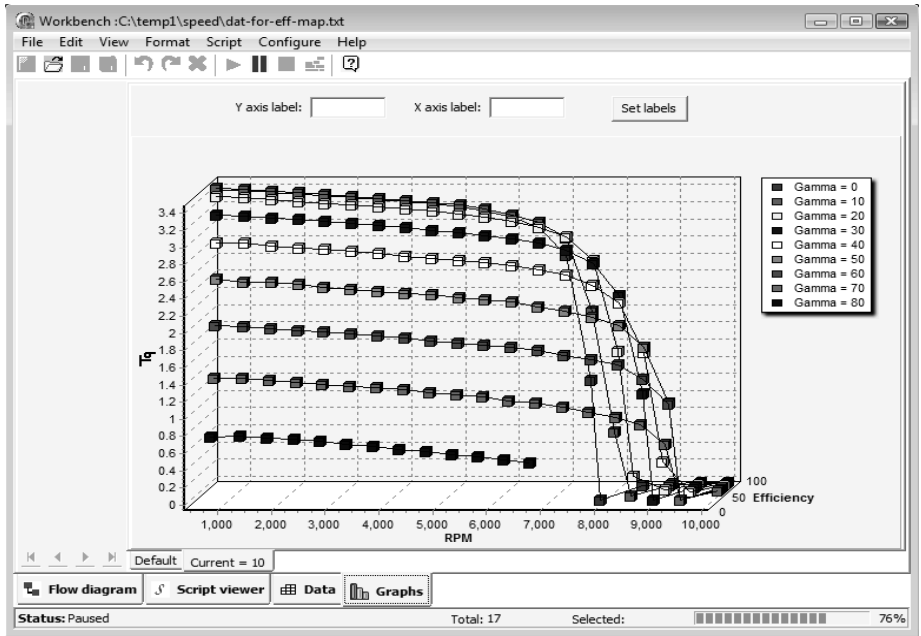 Workbench :C:\temp1\speed\dat-for-eff-map.txt
File Edit View Format Script Configure Help
Y axis label: X axis label: Set labels
Gamma = 0
Gamma = 10
Gamma = 20
Gamma = 30
Gamma = 40
Gamma = 50
Gamma = 60
Gamma = 70
Gamma = 80
3.4
3.2
3
2.8
2.6
2.4
2.2
2
1.8
1.6
1.4
1.2
1
0.8
0.6
0.4
0.2
0
Tq
100
50 Efficiency
0
1,000 2,000 3,000 4,000 5,000 6,000 7,000 8,000 9,000 10,000
RPM
Default Current = 10
Flow diagram Script viewer Data Graphs
Status: Paused Total: 17 Selected: 76%